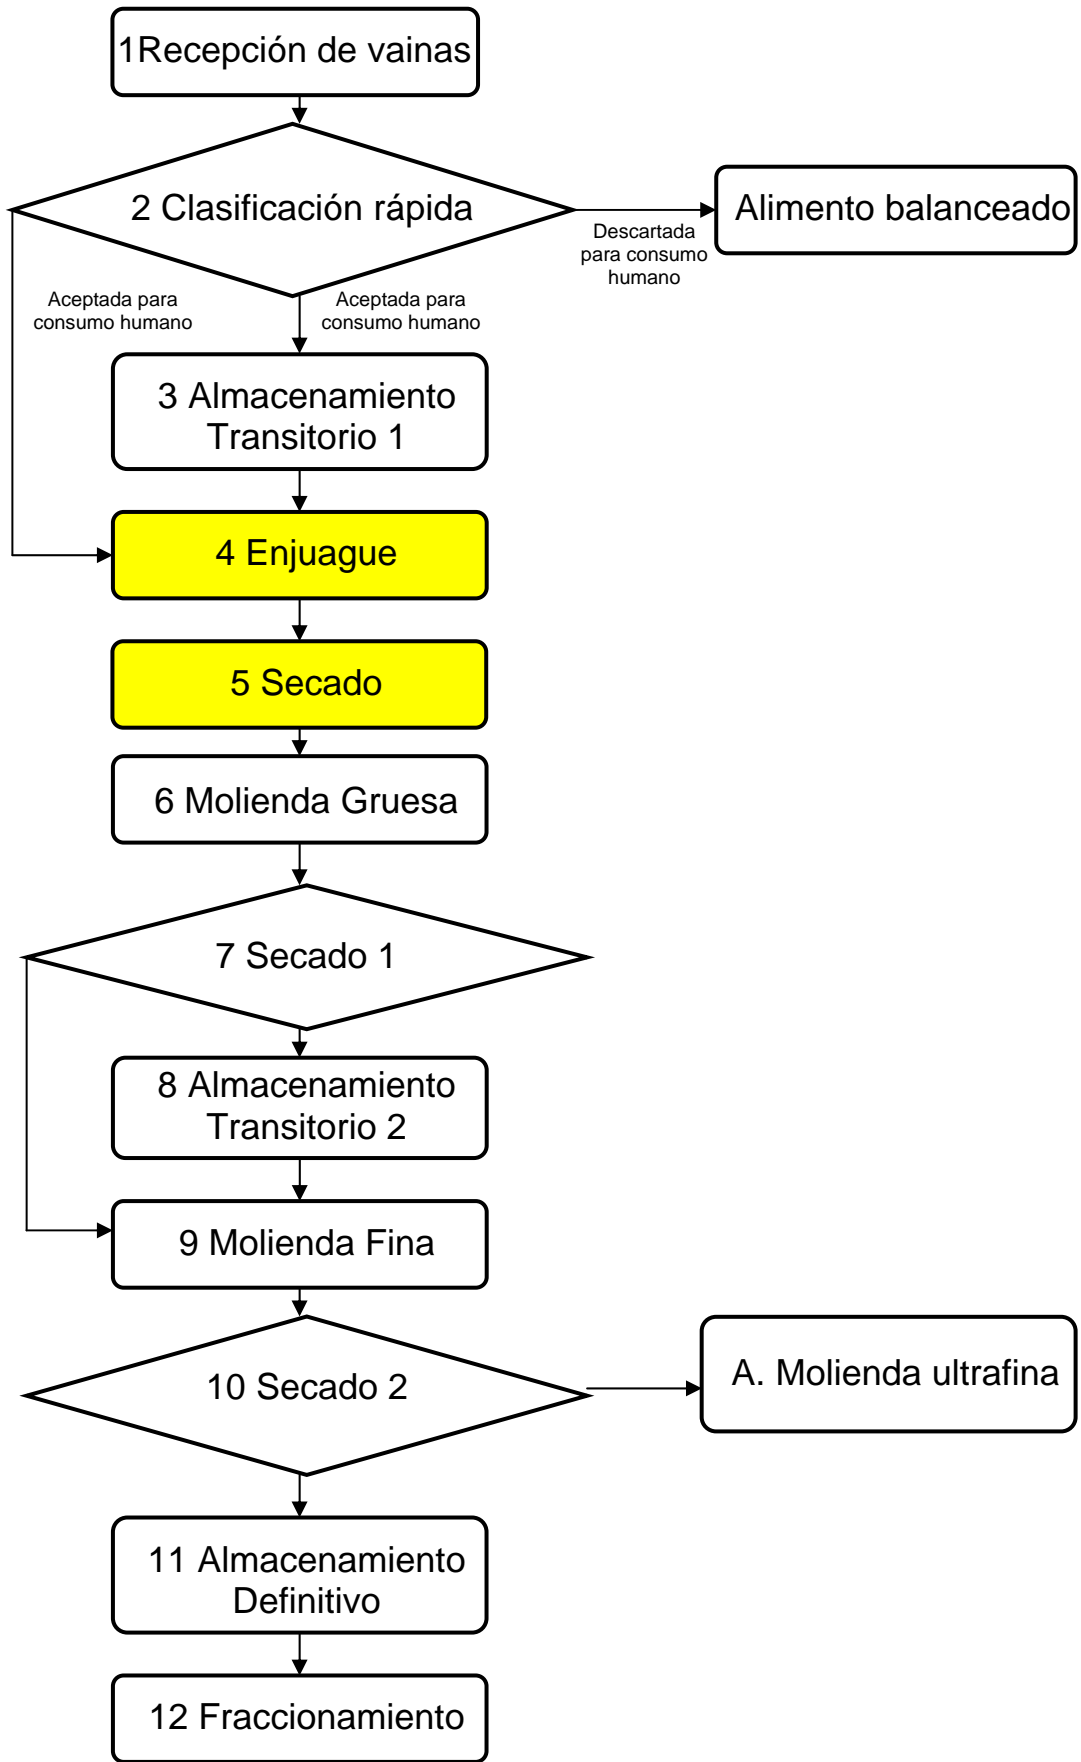 1Recepción de vainas
2 Clasificación rápida
Alimento balanceado
Descartada
para consumo
humano
Aceptada para
consumo humano
Aceptada para
consumo humano
3 Almacenamiento
Transitorio 1
4 Enjuague
5 Secado
6 Molienda Gruesa
7 Secado 1
8 Almacenamiento
Transitorio 2
9 Molienda Fina
10 Secado 2
A. Molienda ultrafina
11 Almacenamiento
Definitivo
12 Fraccionamiento